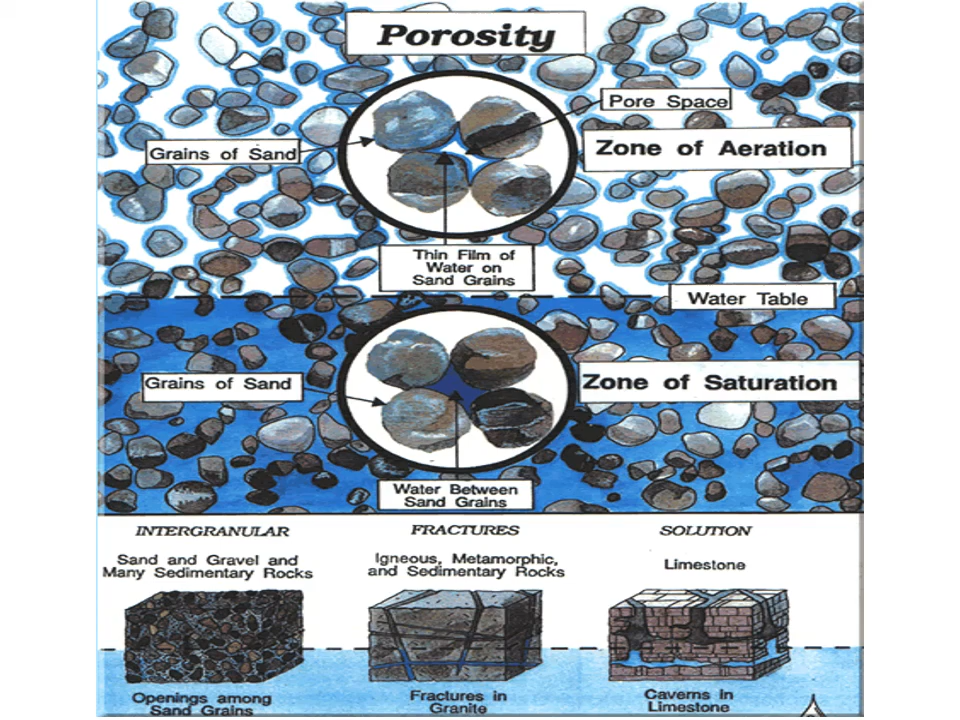 Porosity
Pore Space
Grains of Sand
Zone of Aeration
Thin Film of
Water on
Sand Grains
Water Table
Grains of Sand
Zone of Saturation
Water Between
Sand Grains
INTERGRANULAR
Sand and Gravel and
Many Sedimentary Rocks
Openings among
Sand Grains
FRACTURES
Igneous, Metamorphic,
and Sedimentary Rocks
Fractures in
Granite
SOLUTION
Limestone
Caverns In
Limestone